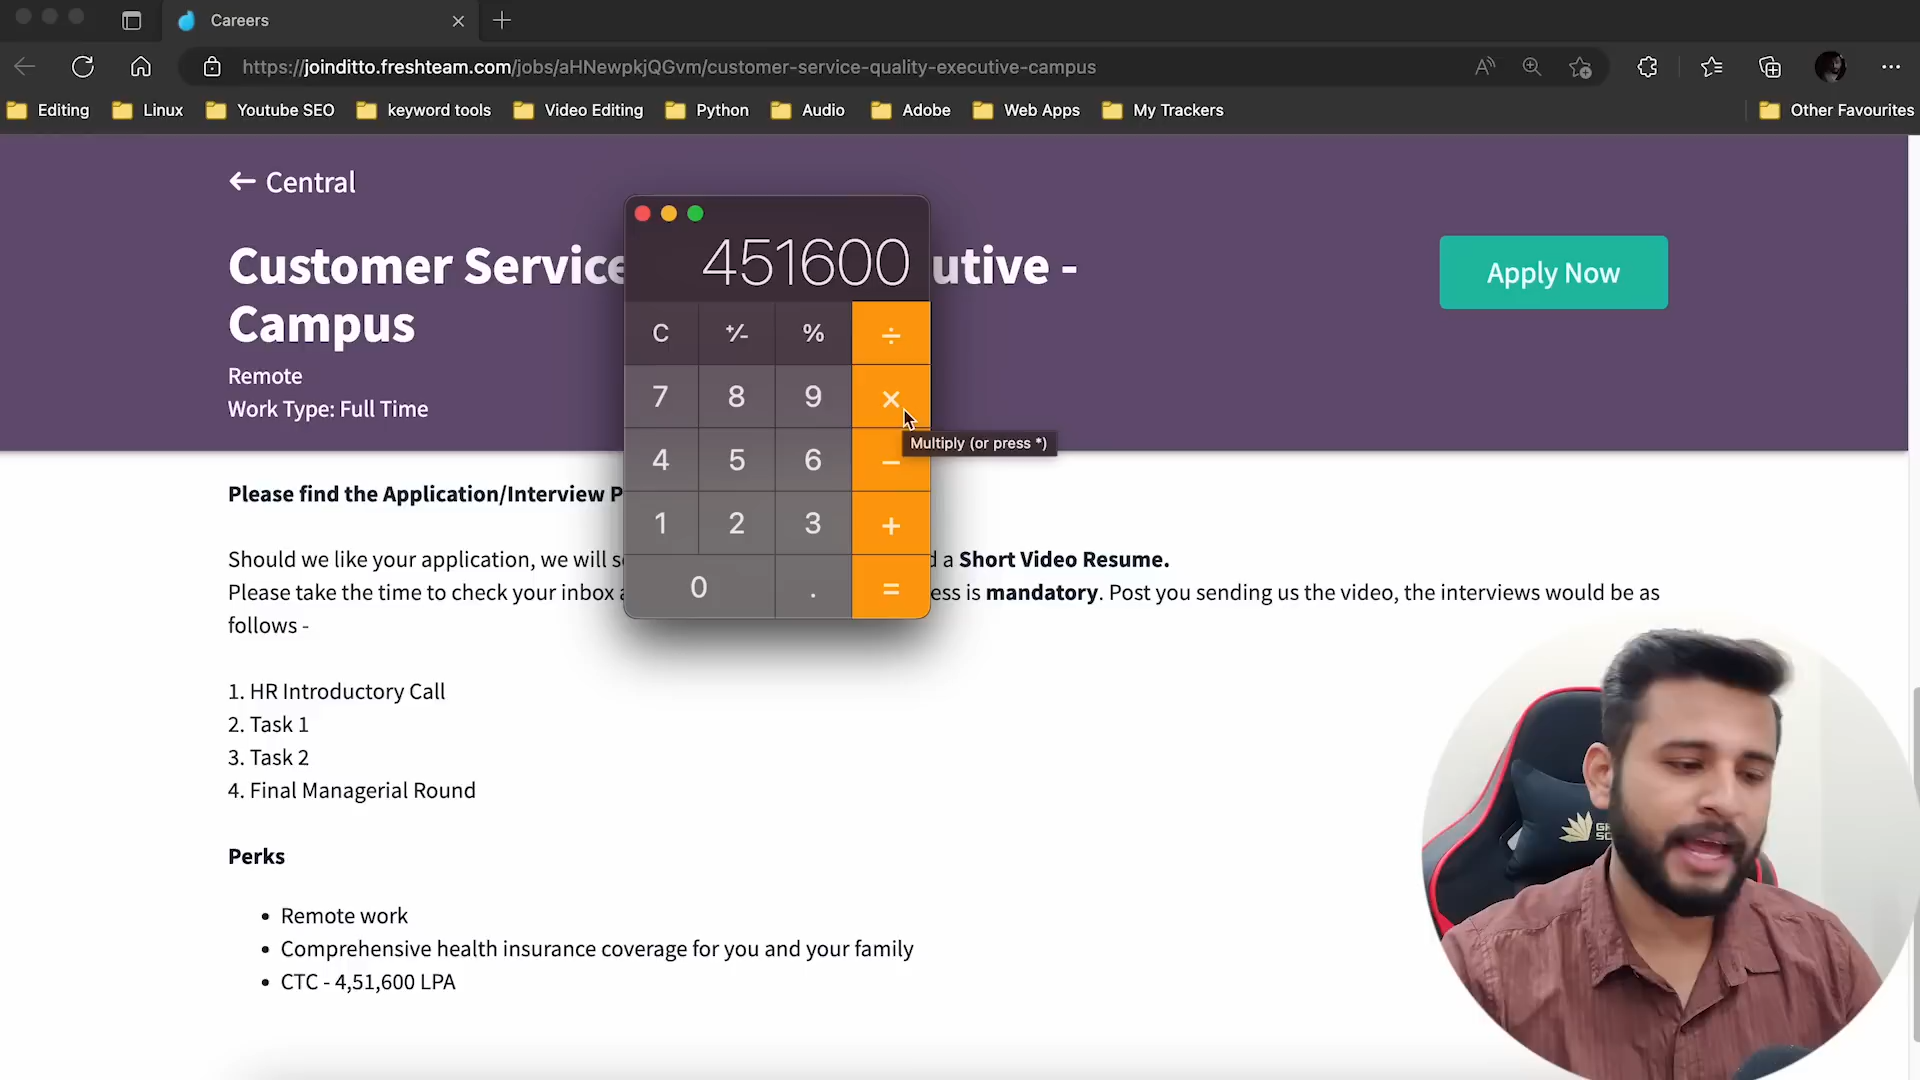 Careers
https://joinditto.freshteam.com/jobs/aHNewpkjQGvm/customer-service-quality-executive-campus
Editing Linux Youtube SEO keyword tools Video Editing Python Audio Adobe Web Apps My Trackers Other Favourites
← Central
Customer Service utive -
Campus
Apply Now
Remote
Work Type: Full Time
451600
C ⁺∕₋ % ÷
7 8 9 ×
Multiply (or press *)
4 5 6 −
1 2 3 +
0 . =
Please find the Application/Interview
Should we like your application, we will a Short Video Resume.
Please take the time to check your inbox is mandatory. Post you sending us the video, the interviews would be as
follows -
1. HR Introductory Call
2. Task 1
3. Task 2
4. Final Managerial Round
Perks
• Remote work
• Comprehensive health insurance coverage for you and your family
• CTC - 4,51,600 LPA